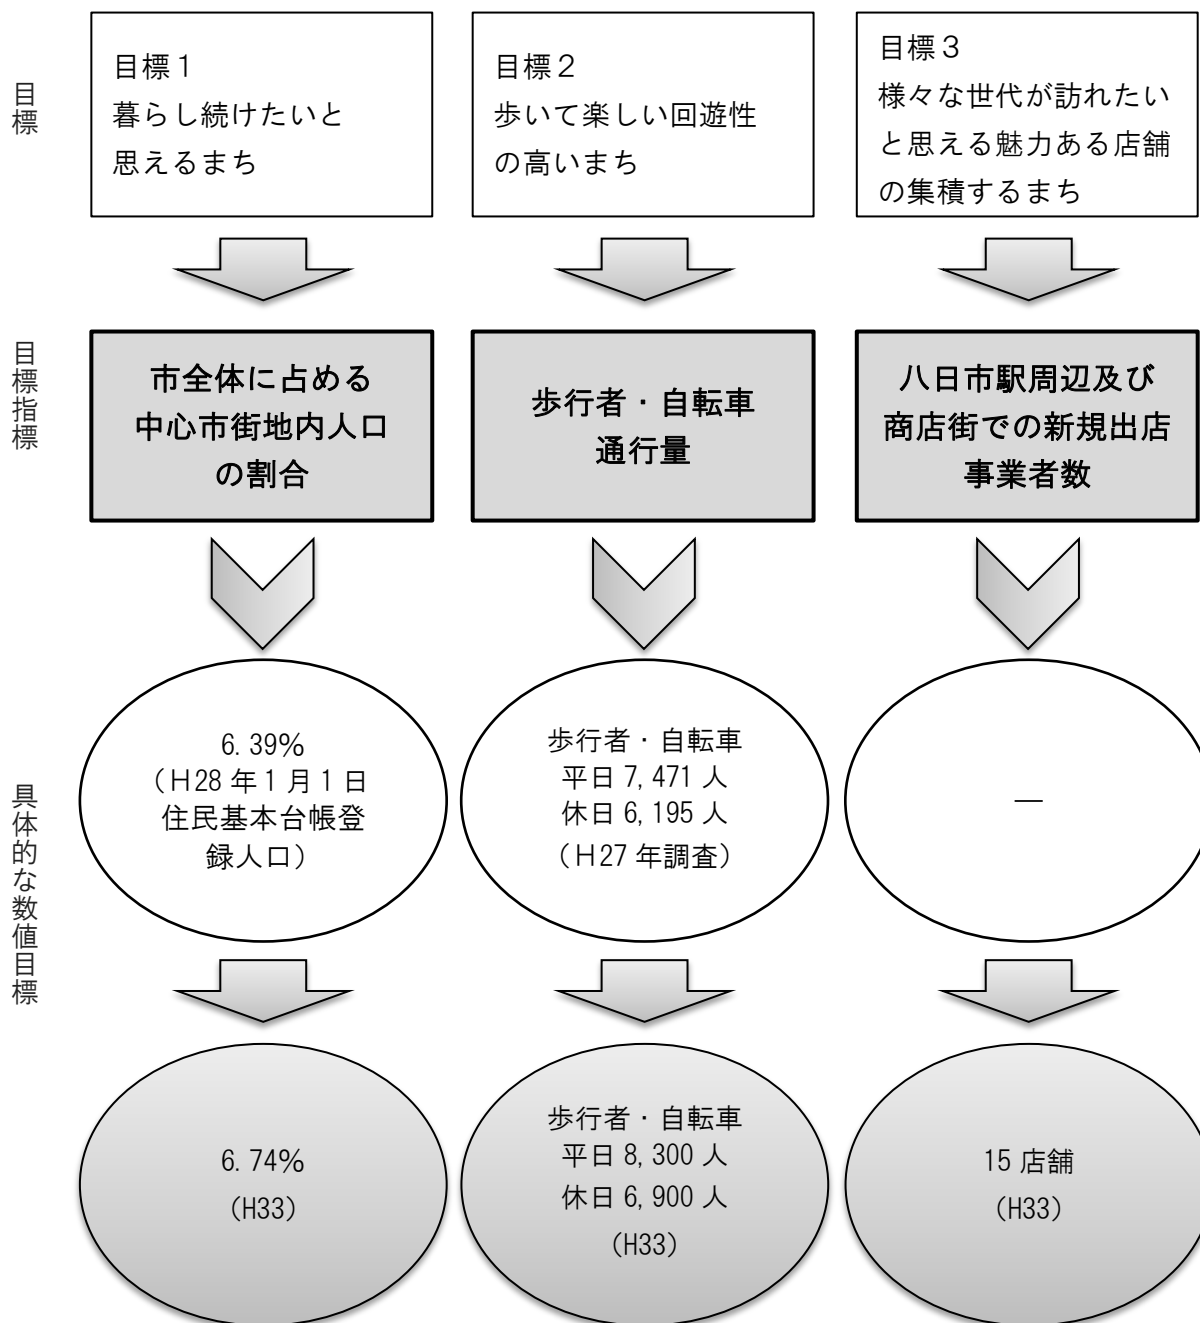 目標
目標１
暮らし続けたいと
思えるまち
目標２
歩いて楽しい回遊性
の高いまち
目標３
様々な世代が訪れたい
と思える魅力ある店舗
の集積するまち
目標指標
市全体に占める
中心市街地内人口
の割合
歩行者・自転車
通行量
八日市駅周辺及び
商店街での新規出店
事業者数
具体的な数値目標
6.39%
（H28 年１月１日
住民基本台帳登
録人口）
歩行者・自転車
平日 7,471 人
休日 6,195 人
（H27 年調査）
―
6.74%
(H33)
歩行者・自転車
平日 8,300 人
休日 6,900 人
(H33)
15 店舗
(H33)